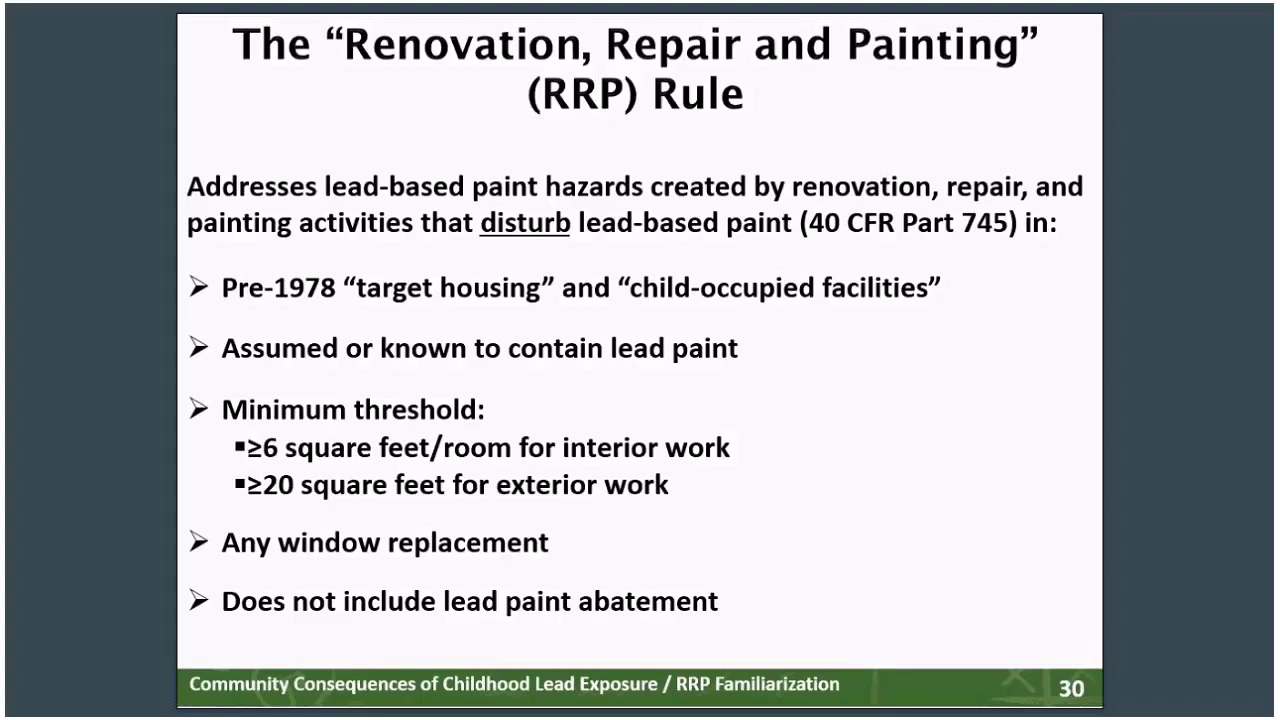 The “Renovation, Repair and Painting”
(RRP) Rule
Addresses lead-based paint hazards created by renovation, repair, and
painting activities that disturb lead-based paint (40 CFR Part 745) in:
➢ Pre-1978 “target housing” and “child-occupied facilities”
➢ Assumed or known to contain lead paint
➢ Minimum threshold:
▪≥6 square feet/room for interior work
▪≥20 square feet for exterior work
➢ Any window replacement
➢ Does not include lead paint abatement
Community Consequences of Childhood Lead Exposure / RRP Familiarization
30